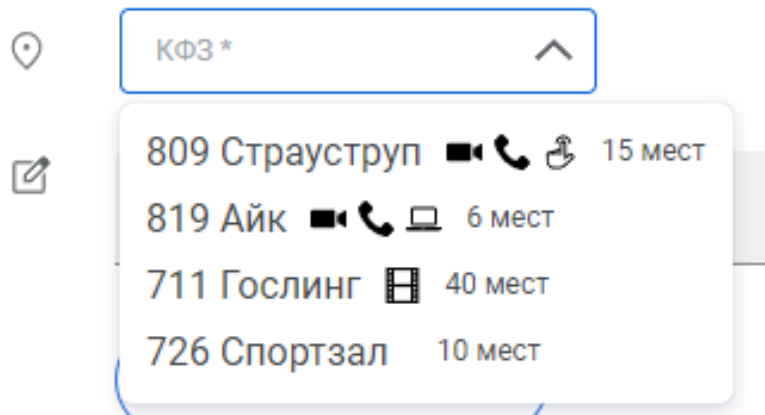 КФЗ *
809 Страуструп 15 мест
819 Айк 6 мест
711 Гослинг 40 мест
726 Спортзал 10 мест